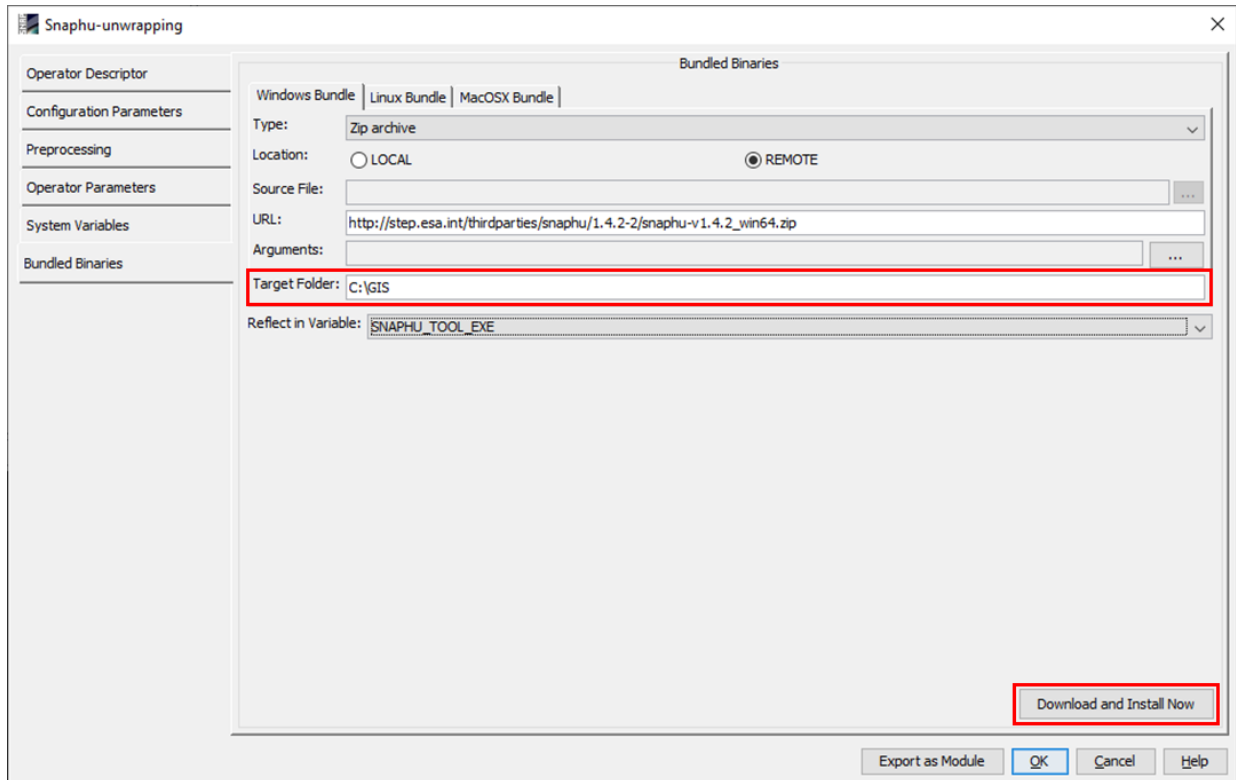 Snaphu-unwrapping
Operator Descriptor
Configuration Parameters
Preprocessing
Operator Parameters
System Variables
Bundled Binaries
Bundled Binaries
Windows Bundle Linux Bundle MacOSX Bundle
Type: Zip archive
Location: LOCAL REMOTE
Source File: ...
URL: http://step.esa.int/thirdparties/snaphu/1.4.2-2/snaphu-v1.4.2_win64.zip
Arguments: ...
Target Folder: C:\GIS
Reflect in Variable: SNAPHU_TOOL_EXE
Download and Install Now
Export as Module OK Cancel Help